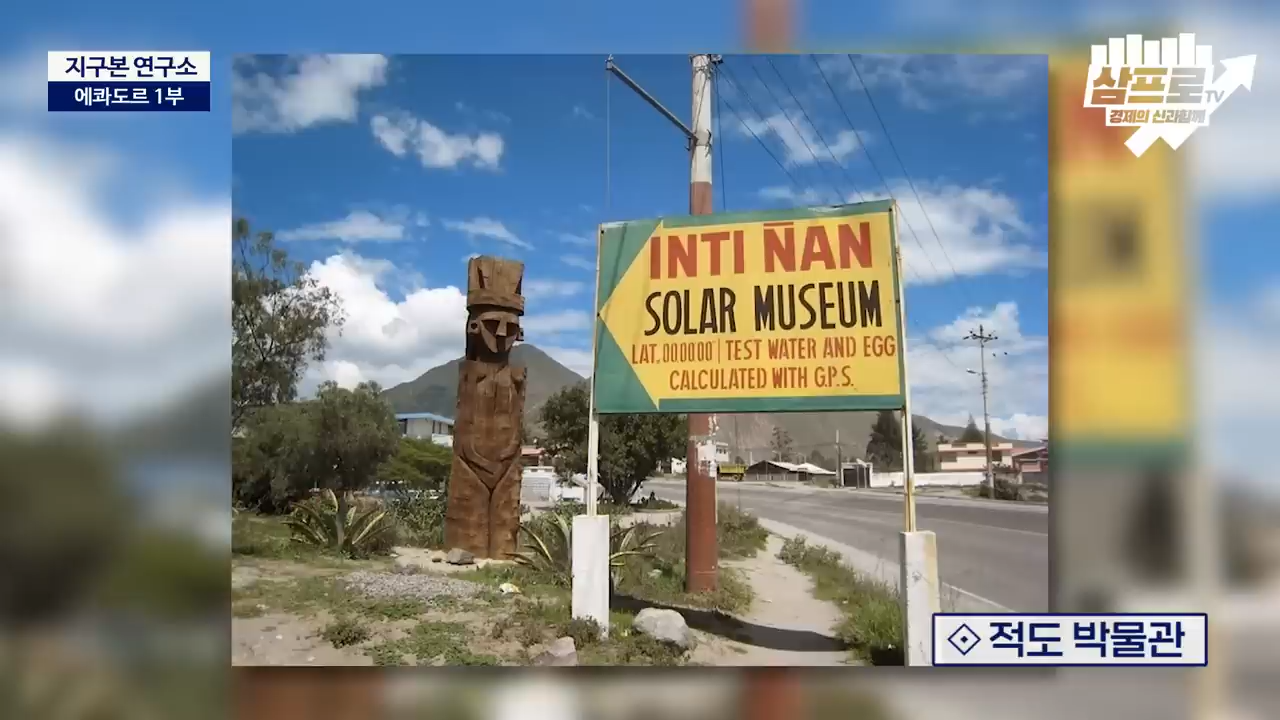 지구본 연구소
에콰도르 1부
삼프로TV
경제의 신과함께
INTI ÑAN
SOLAR MUSEUM
LAT. 00.0000° | TEST WATER AND EGG
CALCULATED WITH G.P.S.
적도 박물관